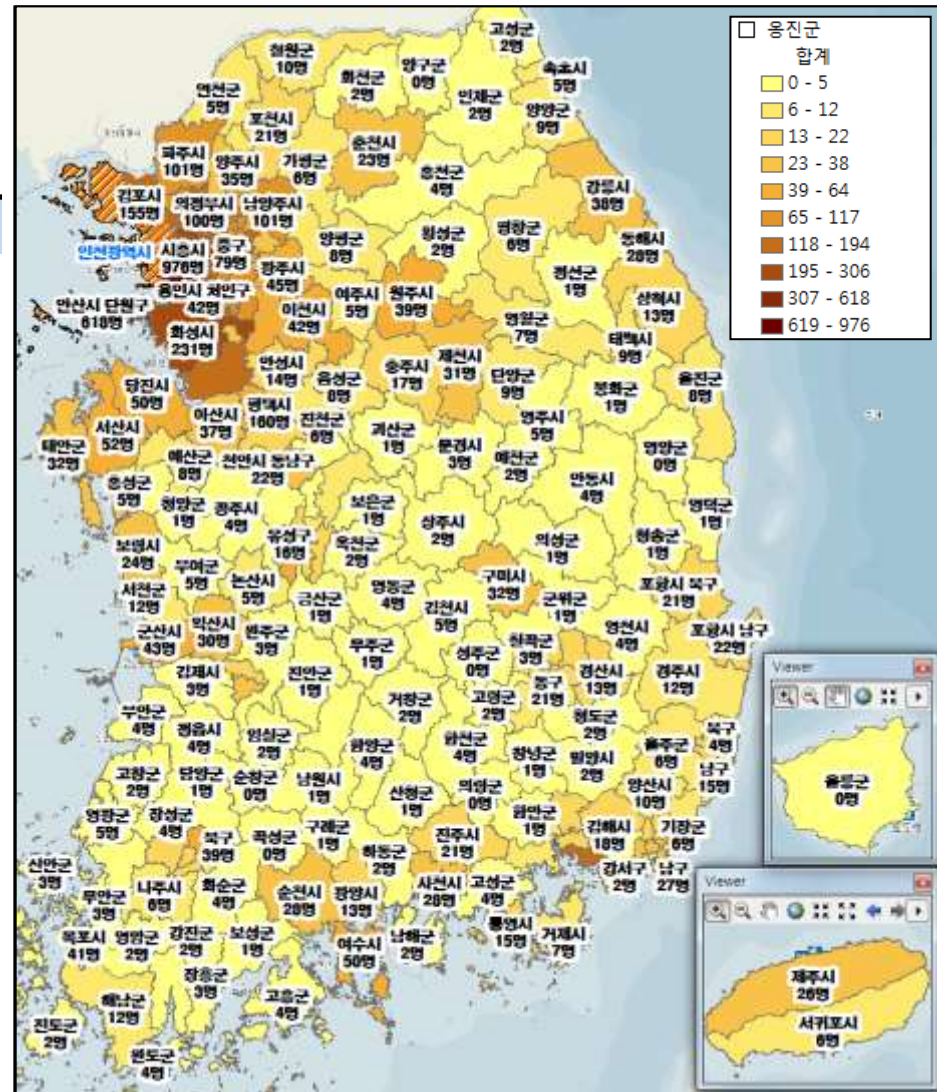 옹진군
합계
0 - 5
6 - 12
13 - 22
23 - 38
39 - 64
65 - 117
118 - 194
195 - 306
307 - 618
619 - 976
고성군
2명
철원군
10명
화천군
2명
양구군
0명
속초시
5명
연천군
5명
인제군
2명
양양군
9명
포천시
21명
춘천시
23명
파주시
101명
양주시
35명
가평군
6명
홍천군
4명
강릉시
38명
김포시
155명
의정부시
100명
남양주시
101명
인천광역시
시흥시
976명
중구
79명
양평군
8명
횡성군
2명
평창군
6명
동해시
28명
광주시
45명
정선군
1명
안산시 단원구
618명
용인시 처인구
42명
이천시
42명
여주시
5명
원주시
39명
삼척시
13명
영월군
7명
태백시
9명
화성시
231명
안성시
14명
음성군
8명
충주시
17명
제천시
31명
단양군
9명
봉화군
1명
울진군
8명
당진시
50명
아산시
37명
평택시
160명
진천군
6명
영주시
5명
서산시
52명
태안군
32명
괴산군
1명
문경시
3명
예천군
2명
영양군
0명
예산군
8명
천안시 동남구
22명
안동시
4명
홍성군
5명
청양군
1명
공주시
4명
보은군
1명
상주시
2명
영덕군
1명
유성구
16명
옥천군
2명
의성군
1명
청송군
1명
보령시
24명
부여군
5명
논산시
5명
금산군
1명
영동군
4명
구미시
32명
포항시 북구
21명
서천군
12명
김천시
5명
군위군
1명
영천시
4명
포항시 남구
22명
군산시
43명
익산시
30명
완주군
3명
무주군
1명
성주군
0명
칠곡군
3명
경산시
13명
경주시
12명
김제시
3명
진안군
1명
동구
21명
거창군
2명
고령군
2명
청도군
2명
부안군
4명
정읍시
4명
임실군
2명
함양군
4명
합천군
4명
창녕군
1명
밀양시
2명
울주군
6명
북구
4명
고창군
2명
담양군
1명
순창군
0명
남원시
1명
산청군
1명
의령군
0명
양산시
10명
남구
15명
영광군
5명
장성군
4명
함안군
1명
북구
39명
곡성군
0명
구례군
1명
하동군
2명
진주시
21명
김해시
18명
기장군
6명
신안군
3명
무안군
3명
나주시
6명
화순군
4명
순천시
28명
광양시
13명
사천시
28명
고성군
4명
강서구
2명
남구
27명
목포시
41명
영암군
2명
강진군
2명
보성군
1명
여수시
50명
남해군
2명
통영시
15명
거제시
7명
장흥군
3명
해남군
12명
고흥군
4명
진도군
2명
완도군
4명
Viewer
울릉군
0명
Viewer
제주시
26명
서귀포시
6명